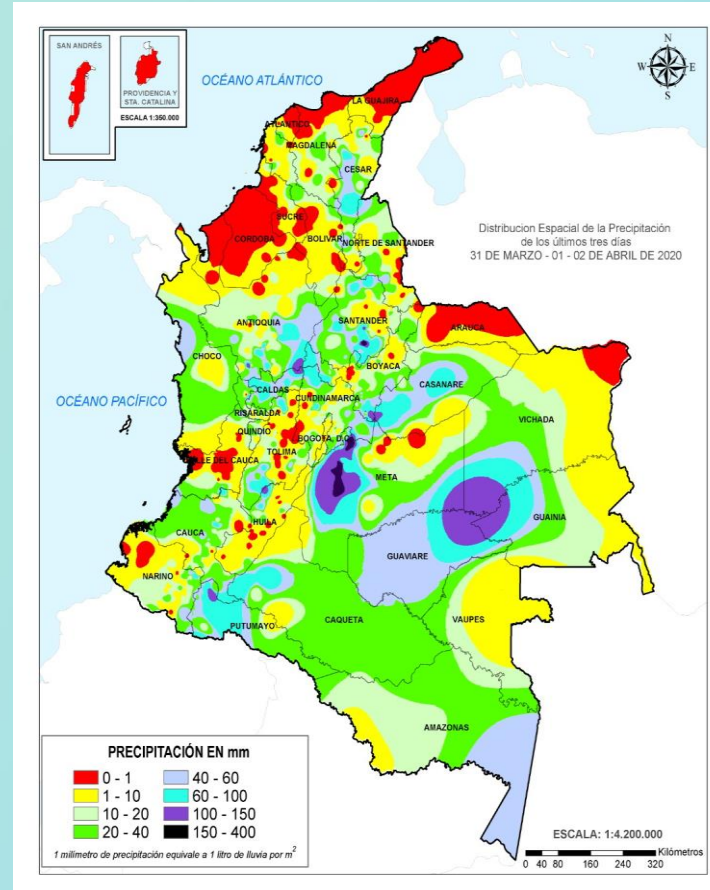 SAN ANDRÉS
PROVIDENCIA Y
STA. CATALINA
ESCALA 1:350.000
OCÉANO ATLÁNTICO
N
W
E
S
LA GUAJIRA
ATLANTICO
MAGDALENA
CESAR
SUCRE
CORDOBA
BOLIVAR
NORTE DE SANTANDER
Distribucion Espacial de la Precipitación
de los últimos tres días
31 DE MARZO - 01 - 02 DE ABRIL DE 2020
ANTIOQUIA
SANTANDER
ARAUCA
CHOCO
BOYACA
CASANARE
CALDAS
CUNDINAMARCA
OCÉANO PACÍFICO
RISARALDA
VICHADA
QUINDIO
BOGOTA, D.C.
TOLIMA
VALLE DEL CAUCA
META
GUAINIA
HUILA
CAUCA
GUAVIARE
NARINO
CAQUETA
VAUPES
PUTUMAYO
AMAZONAS
PRECIPITACIÓN EN mm
0 - 1
40 - 60
1 - 10
60 - 100
10 - 20
100 - 150
20 - 40
150 - 400
1 milimetro de precipitación equivale a 1 litro de lluvia por m²
ESCALA: 1:4.200.000
Kilómetros
0 40 80 160 240 320